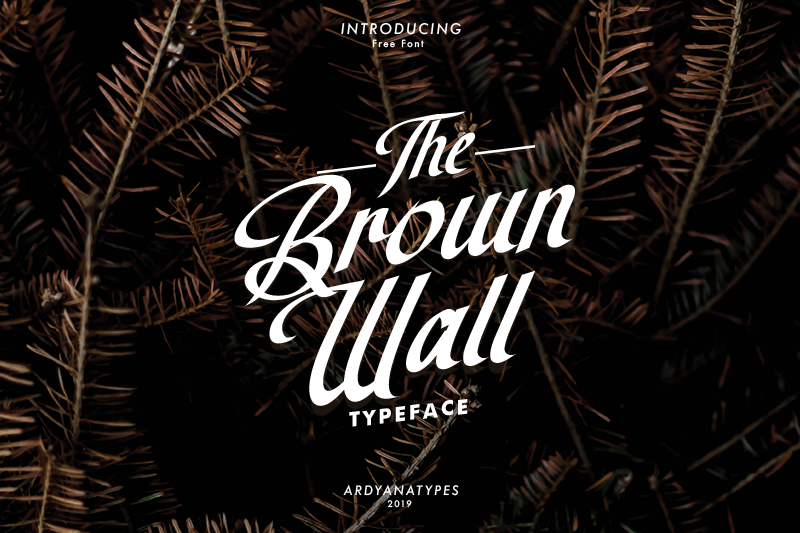 INTRODUCING
Free Font
The
Brown
Wall
TYPEFACE
ARDYANATYPES
2019